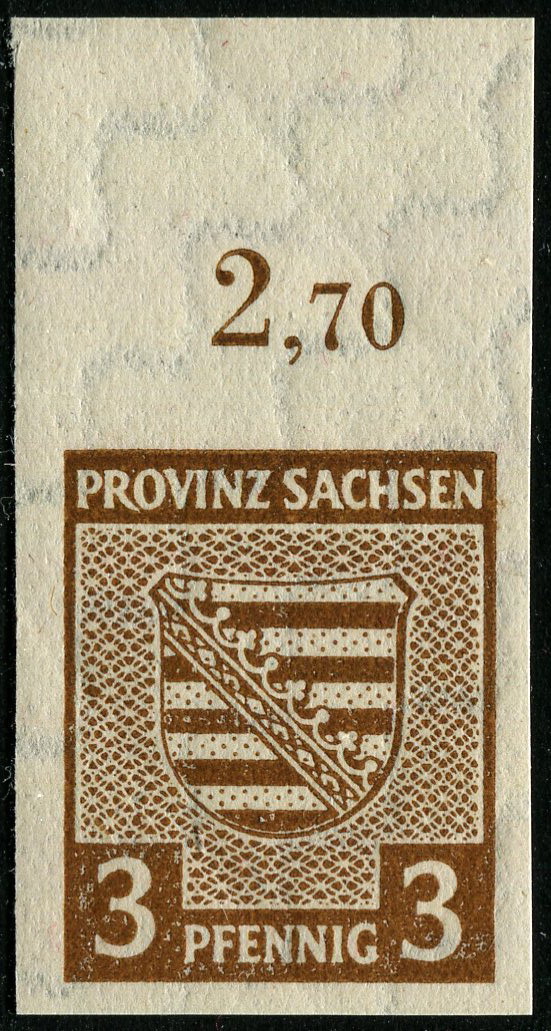 2,70
PROVINZ SACHSEN
3 PFENNIG 3